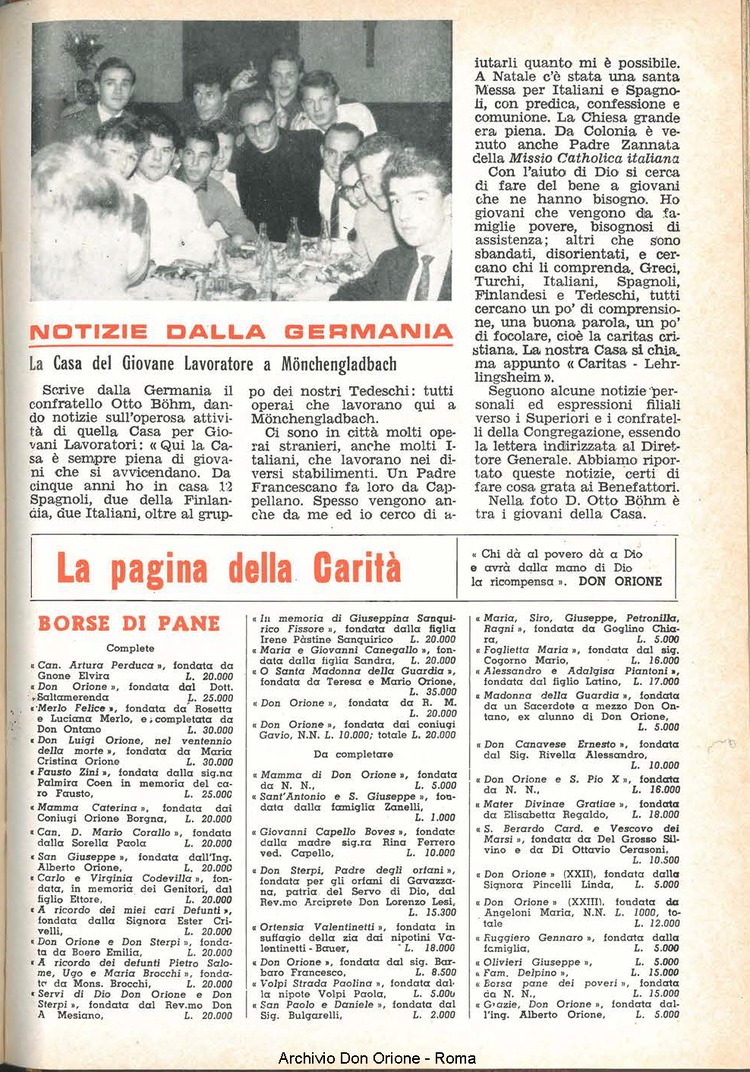 NOTIZIE DALLA GERMANIA
La Casa del Giovane Lavoratore a Mönchengladbach
Scrive dalla Germania il
confratello Otto Böhm, dan-
do notizie sull'operosa attivi-
tà di quella Casa per Gio-
vani Lavoratori: « Qui la Ca-
sa è sempre piena di giova-
ni che si avvicendano. Da
cinque anni ho in casa 12
Spagnoli, due della Finlan-
dia, due Italiani, oltre al grup-
po dei nostri Tedeschi: tutti
operai che lavorano qui a
Mönchengladbach.
Ci sono in città molti ope-
rai stranieri, anche molti I-
taliani, che lavorano nei di-
versi stabilimenti. Un Padre
Francescano fa loro da Cap-
pellano. Spesso vengono an-
che da me ed io cerco di a-
iutarli quanto mi è possibile.
A Natale c'è stata una santa
Messa per Italiani e Spagno-
li, con predica, confessione e
comunione. La Chiesa grande
era piena. Da Colonia è ve-
nuto anche Padre Zannata
della Missio Catholica italiana
Con l'aiuto di Dio si cerca
di fare del bene a giovani
che ne hanno bisogno. Ho
giovani che vengono da fa-
miglie povere, bisognosi di
assistenza; altri che sono
sbandati, disorientati, e cer-
cano chi li comprenda. Greci,
Turchi, Italiani, Spagnoli,
Finlandesi e Tedeschi, tutti
cercano un po' di comprensio-
ne, una buona parola, un po'
di focolare, cioè la caritas cri-
stiana. La nostra Casa si chia-
ma appunto « Caritas - Lehr-
lingsheim ».
Seguono alcune notizie per-
sonali ed espressioni filiali
verso i Superiori e i confratel-
li della Congregazione, essendo
la lettera indirizzata al Diret-
tore Generale. Abbiamo ripor-
tato queste notizie, certi di
fare cosa grata ai Benefattori.
Nella foto D. Otto Böhm è
tra i giovani della Casa.
La pagina della Carità
« Chi dà al povero dà a Dio
e avrà dalla mano di Dio
la ricompensa ». DON ORIONE
BORSE DI PANE
Complete
« Can. Artura Perduca », fondata da
Gnone Elvira L. 20.000
« Don Orione », fondata dal Dott.
Saltamerenda L. 25.000
« Merlo Felice », fondata da Rosetta
e Luciana Merlo, e completata da
Don Ontano L. 30.000
« Don Luigi Orione, nel ventennio
della morte », fondata da Maria
Cristina Orione L. 30.000
« Fausto Zini », fondata dalla sig.na
Palmira Coen in memoria del ca-
ro Fausto, L. 25.000
« Mamma Caterina », fondata dai
Coniugi Orione Borgna, L. 20.000
« Can. D. Mario Corallo », fondata
dalla Sorella Paola L. 20.000
« San Giuseppe », fondata dall'Ing.
Alberto Orione, L. 20.000
« Carlo e Virginia Codevilla », fon-
data, in memoria dei Genitori, dal
figlio Ettore, L. 20.000
« A ricordo dei miei cari Defunti »,
fondata dalla Signora Ester Cri-
velli, L. 20.000
« Don Orione e Don Sterpi », fonda-
ta da Boero Emilia, L. 20.000
« A ricordo dei defunti Pietro Salo-
me, Ugo e Maria Brocchi », fonda-
ta da Mons. Brocchi, L. 20.000
« Servi di Dio Don Orione e Don
Sterpi », fondata dal Rev.mo Don
A Mesiano, L. 20.000
« In memoria di Giuseppina Sanqui-
rico Fissore », fondata dalla figlia
Irene Pàstine Sanquirico L. 20.000
« Maria e Giovanni Canegallo », fon-
data dalla figlia Sandra, L. 20.000
« O Santa Madonna della Guardia »,
fondata da Teresa e Mario Orione,
L. 35.000
« Don Orione », fondata da R. M.
L. 20.000
« Don Orione », fondata dai coniugi
Gavio, N.N. L. 10.000; totale L. 20.000
Da completare
« Mamma di Don Orione », fondata
da N. N., L. 5.000
« Sant'Antonio e S. Giuseppe », fon-
data dalla famiglia Zanelli,
L. 1.000
« Giovanni Capello Boves », fondata
dalla madre sig.ra Rina Ferrero
ved. Capello, L. 10.000
« Don Sterpi, Padre degli orfani »,
fondata per gli orfani di Gavazza-
na, patria del Servo di Dio, dal
Rev.mo Arciprete Don Lorenzo Lesi,
L. 15.300
« Ortensia Valentinetti », fondata in
suffagio della zia dai nipotini Va-
lentinetti - Bauer, L. 18.000
« Don Orione », fondata dal sig. Bar-
baro Francesco, L. 8.500
« Volpi Strada Paolina », fondata dal-
la nipote Volpi Paola, L. 5.000
« San Paolo e Daniele », fondata dal
Sig. Bulgarelli, L. 2.000
« Maria, Siro, Giuseppe, Petronilla,
Ragni », fondata da Goglino Chia-
ra, L. 5.000
« Foglietta Maria », fondata dal sig.
Cogorno Mario, L. 16.000
« Alessandro e Adalgisa Piantoni »,
fondata dal figlio Latino, L. 17.000
« Madonna della Guardia », fondata
da un Sacerdote a mezzo Don On-
tano, ex alunno di Don Orione,
L. 5.000
« Don Canavese Ernesto », fondata
dal Sig. Rivella Alessandro,
L. 10.000
« Don Orione e S. Pio X », fondata
da N. N., L. 16.000
« Mater Divinae Gratiae », fondata
da Elisabetta Regaldo, L. 18.000
« S. Berardo Card. e Vescovo dei
Marsi », fondata da Del Grosso Sil-
vino e da Di Ottavio Cerasoni,
L. 10.500
« Don Orione » (XXII), fondata dalla
Signora Pincelli Linda, L. 5.000
« Don Orione » (XXIII), fondata da
Angeloni Maria, N.N. L. 1000, to-
tale L. 12.000
« Ruggiero Gennaro », fondata dalla
famiglia, L. 5.000
« Olivieri Giuseppe », L. 5.000
« Fam. Delpino », L. 15.000
« Borsa pane dei poveri », fondata
da N. N., L. 15.000
« Grazie, Don Orione », fondata dal-
l'ing. Alberto Orione, L. 5.000
Archivio Don Orione - Roma